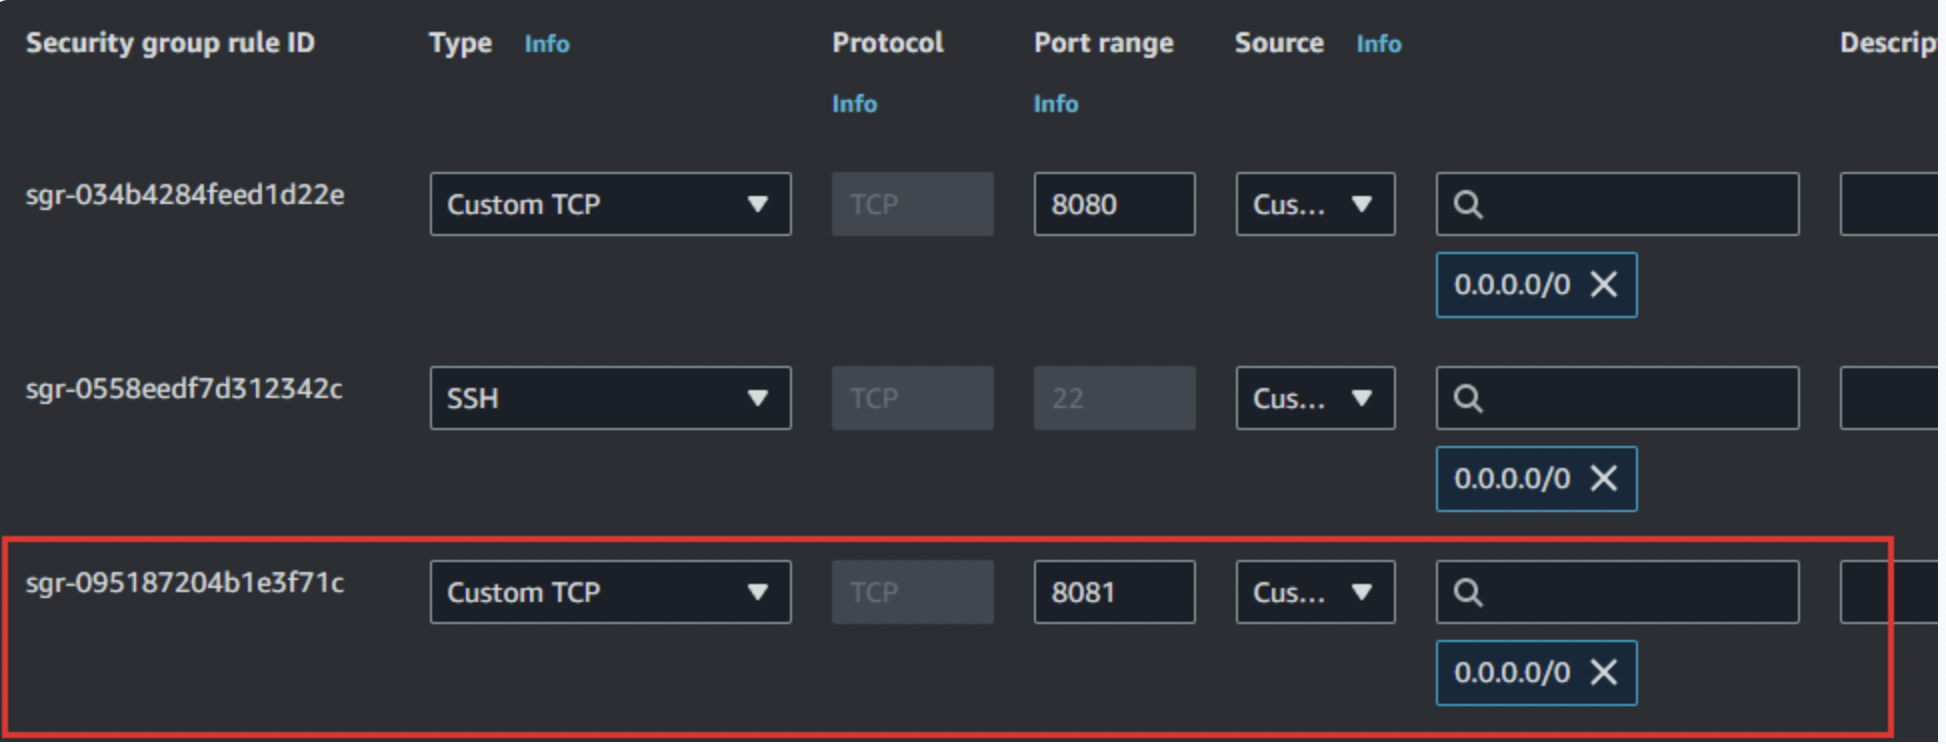 Security group rule ID Type Info Protocol Port range Source Info Descrip
Info Info
sgr-034b4284feed1d22e Custom TCP TCP 8080 Cus...
0.0.0.0/0
sgr-0558eedf7d312342c SSH TCP 22 Cus...
0.0.0.0/0
sgr-095187204b1e3f71c Custom TCP TCP 8081 Cus...
0.0.0.0/0